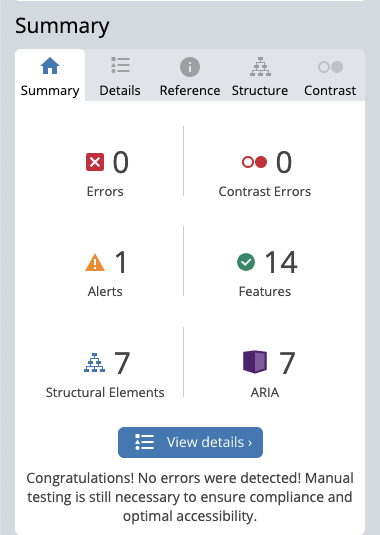 Summary
Summary Details Reference Structure Contrast
0 0
Errors Contrast Errors
1 14
Alerts Features
7 7
Structural Elements ARIA
View details ›
Congratulations! No errors were detected! Manual
testing is still necessary to ensure compliance and
optimal accessibility.